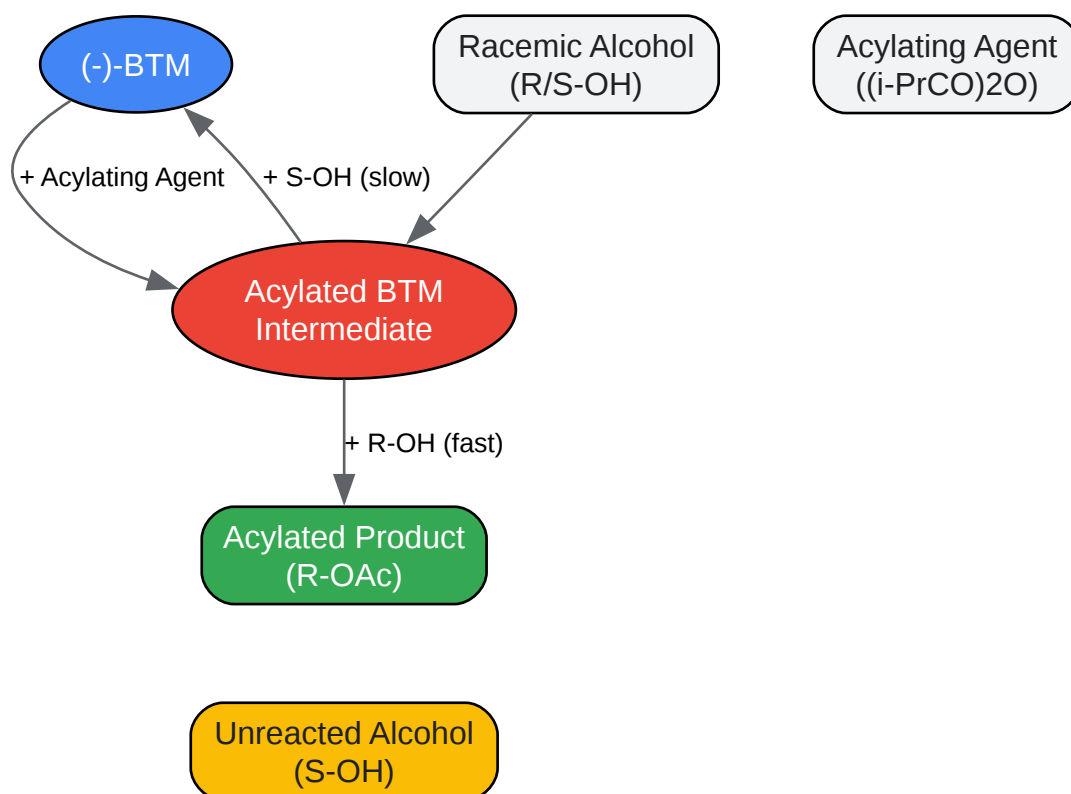 (-)-BTM
Racemic Alcohol
(R/S-OH)
Acylating Agent
((i-PrCO)2O)
+ Acylating Agent
+ S-OH (slow)
Acylated BTM
Intermediate
+ R-OH (fast)
Acylated Product
(R-OAc)
Unreacted Alcohol
(S-OH)